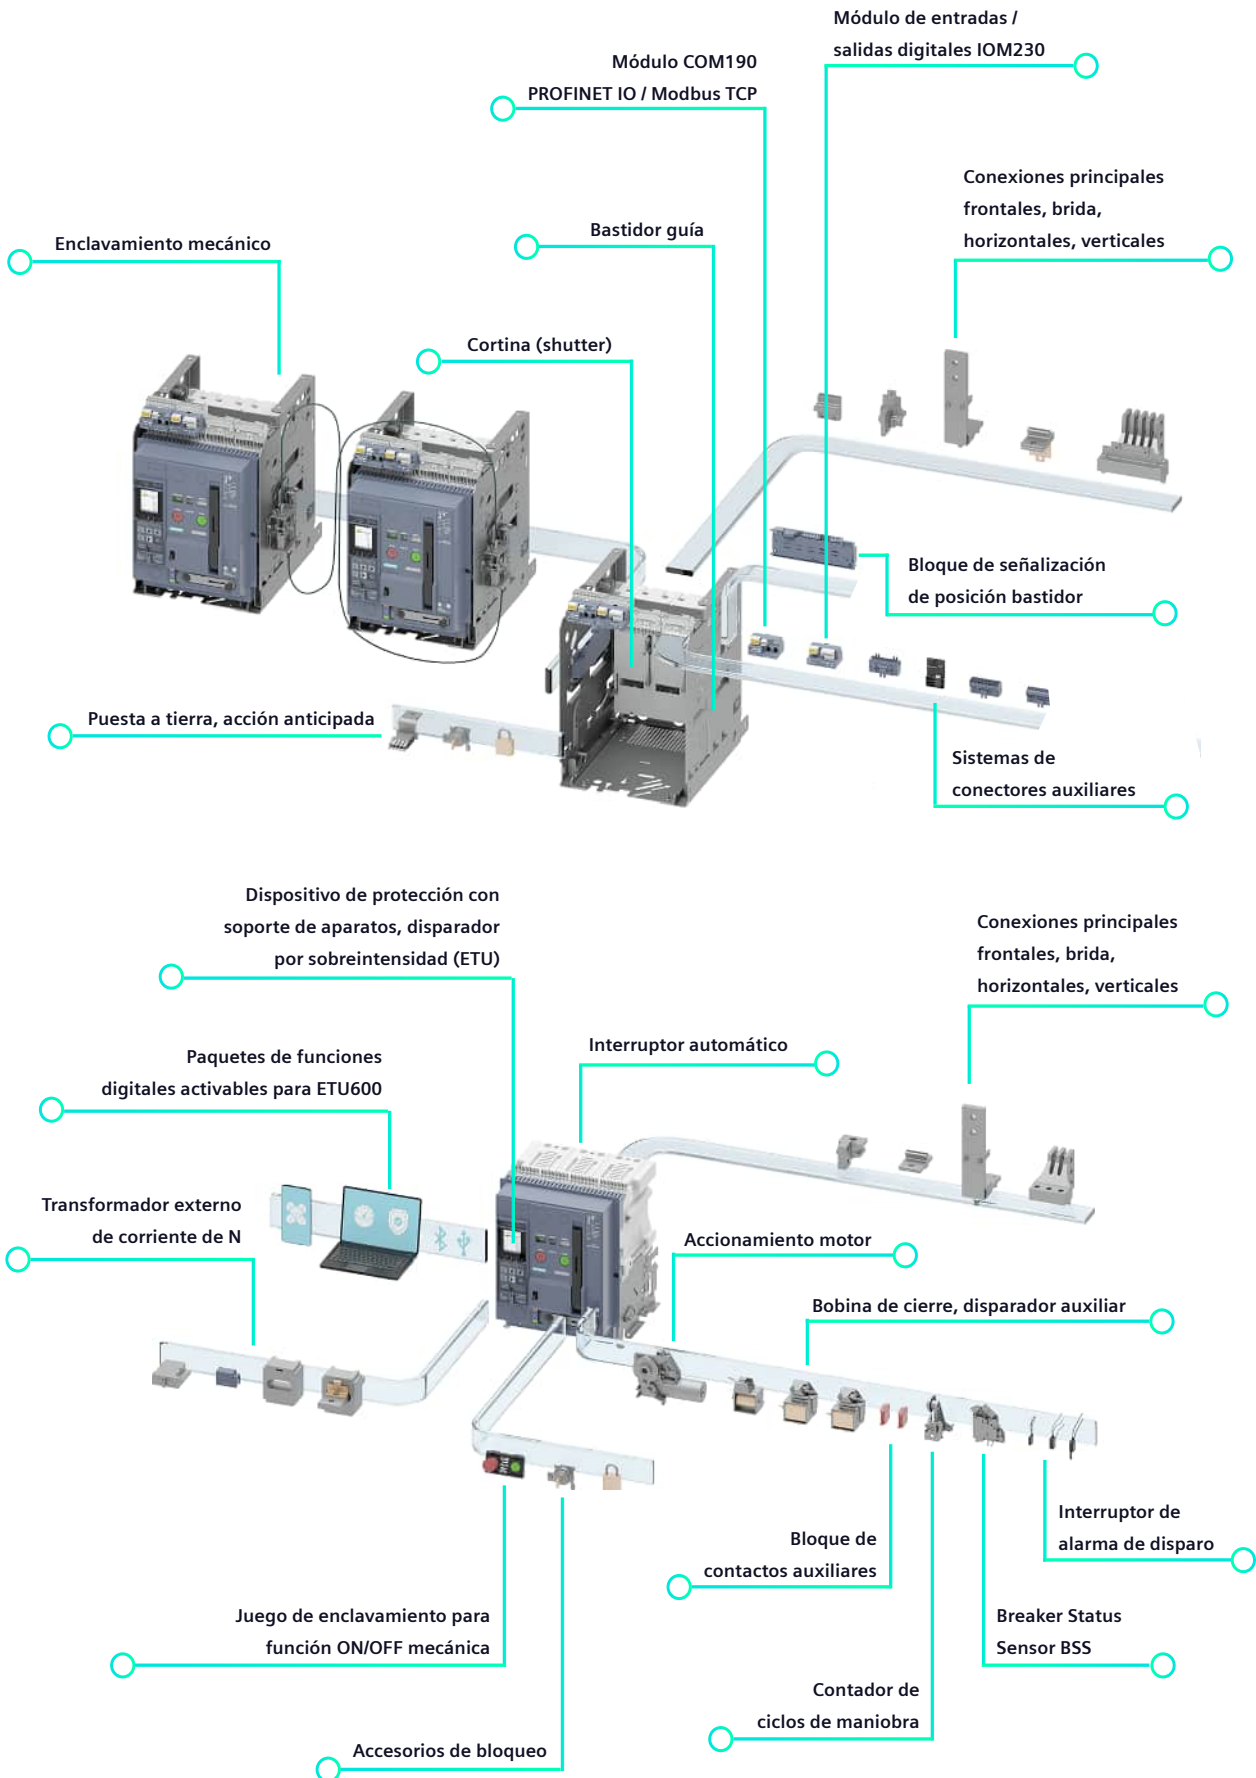 Módulo de entradas /
salidas digitales IOM230
Módulo COM190
PROFINET IO / Modbus TCP
Conexiones principales
frontales, brida,
horizontales, verticales
Bastidor guía
Enclavamiento mecánico
Cortina (shutter)
Bloque de señalización
de posición bastidor
Puesta a tierra, acción anticipada
Sistemas de
conectores auxiliares
Dispositivo de protección con
soporte de aparatos, disparador
por sobreintensidad (ETU)
Conexiones principales
frontales, brida,
horizontales, verticales
Interruptor automático
Paquetes de funciones
digitales activables para ETU600
Transformador externo
de corriente de N
Accionamiento motor
Bobina de cierre, disparador auxiliar
Interruptor de
alarma de disparo
Bloque de
contactos auxiliares
Juego de enclavamiento para
función ON/OFF mecánica
Breaker Status
Sensor BSS
Contador de
ciclos de maniobra
Accesorios de bloqueo